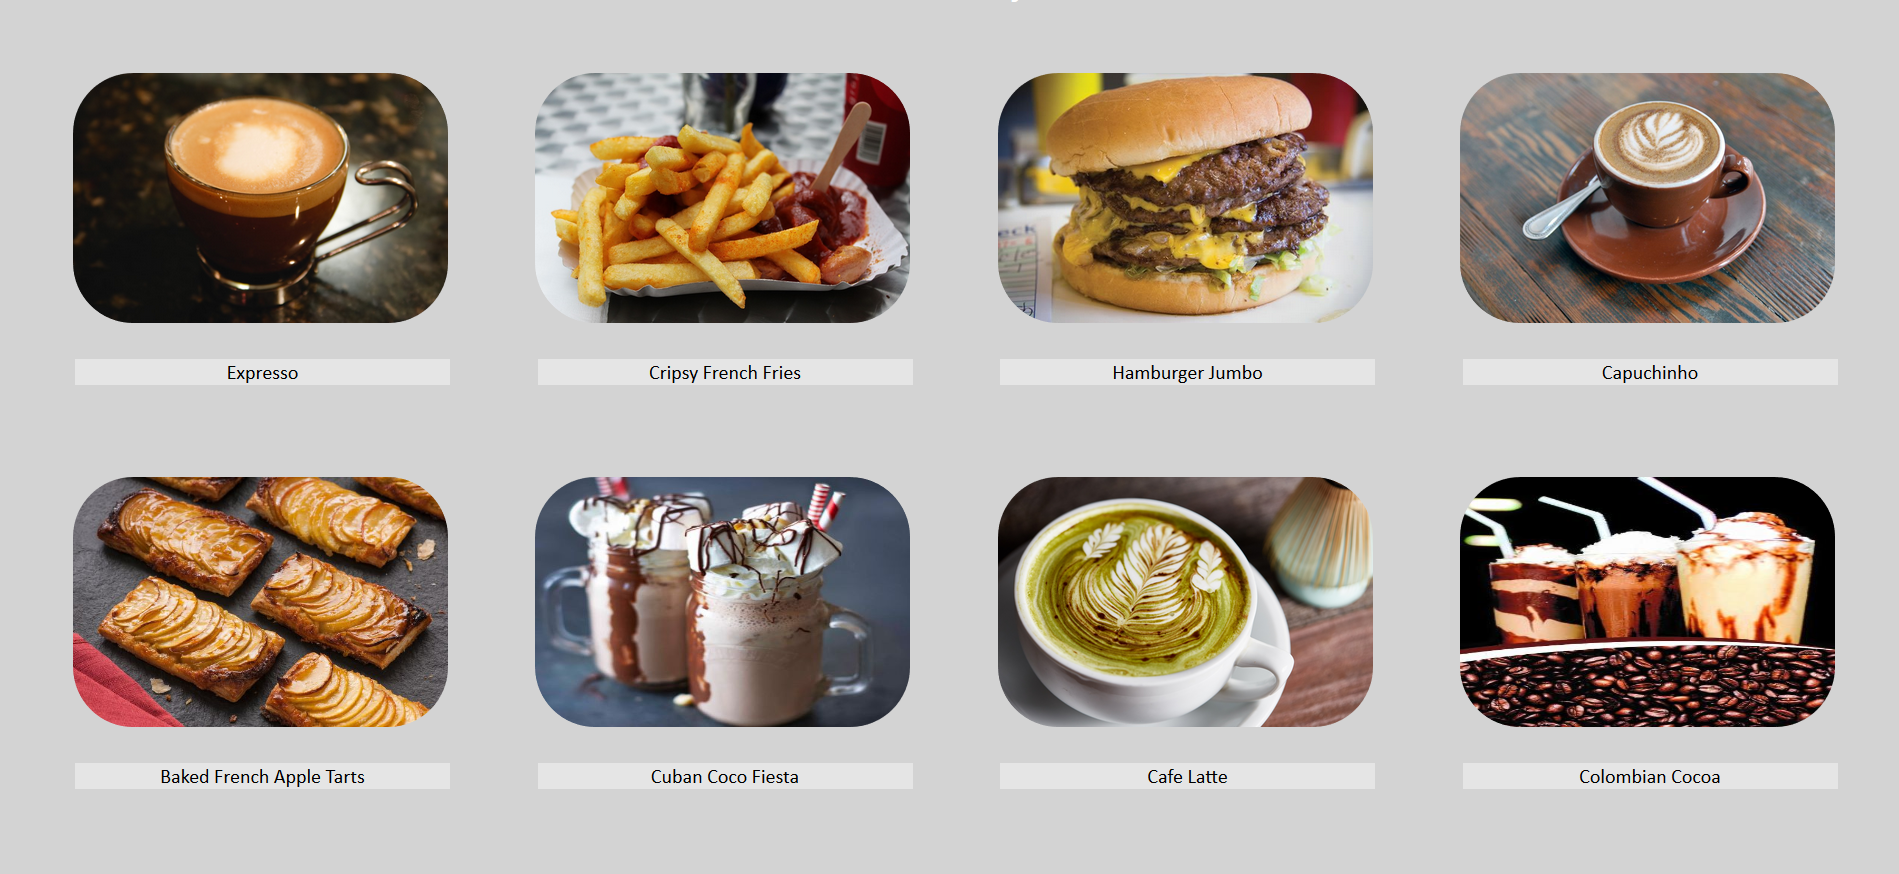 Expresso
Cripsy French Fries
Hamburger Jumbo
Capuchinho
Baked French Apple Tarts
Cuban Coco Fiesta
Cafe Latte
Colombian Cocoa